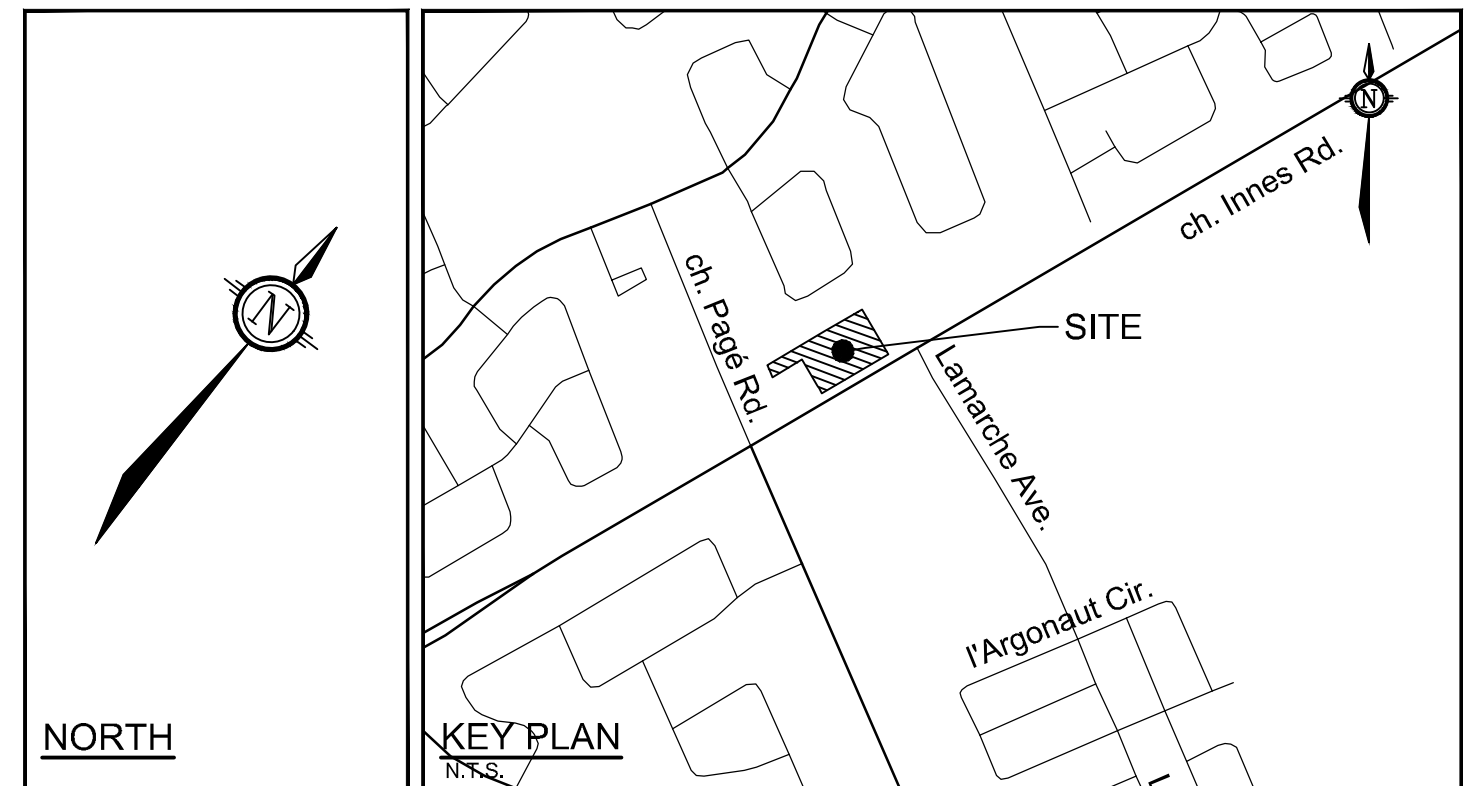 N
NORTH
N
ch. Innes Rd.
ch. Pagé Rd.
SITE
Lamarche Ave.
l'Argonaut Cir.
KEY PLAN
N.T.S.
L